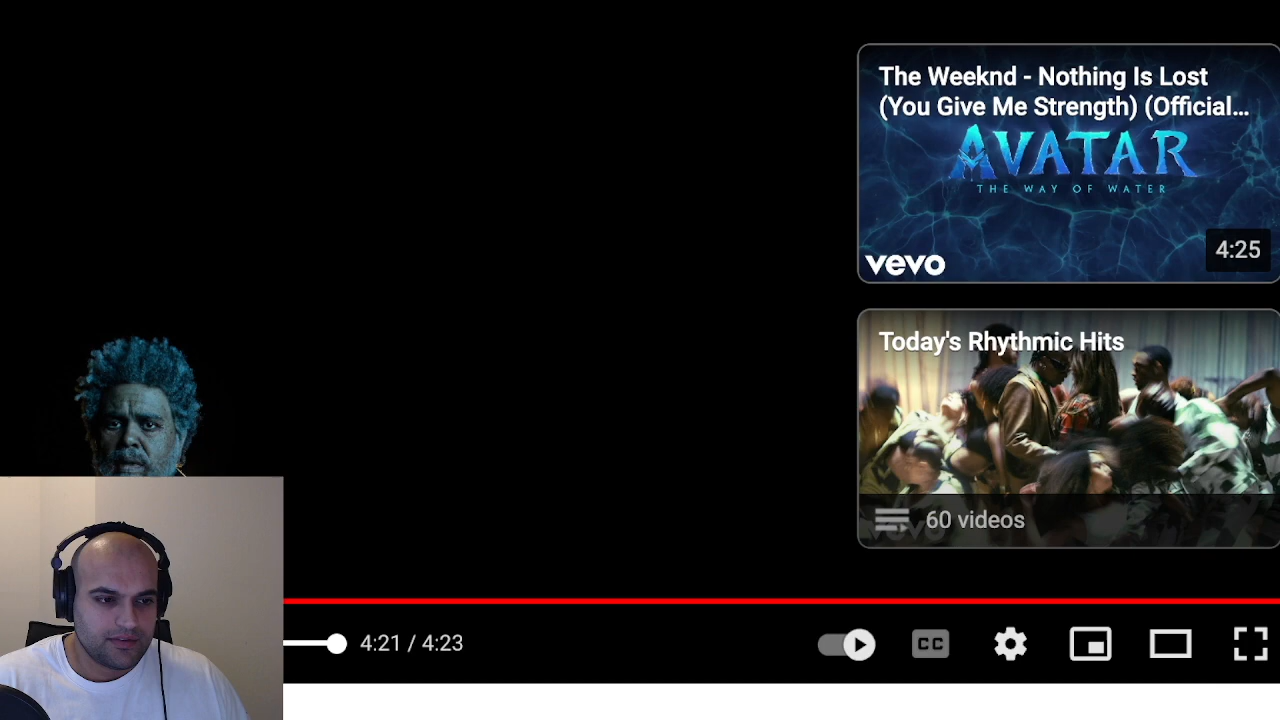 The Weeknd - Nothing Is Lost
(You Give Me Strength) (Official...
AVATAR
THE WAY OF WATER
4:25
vevo
Today's Rhythmic Hits
60 videos
vevo
4:21 / 4:23
CC